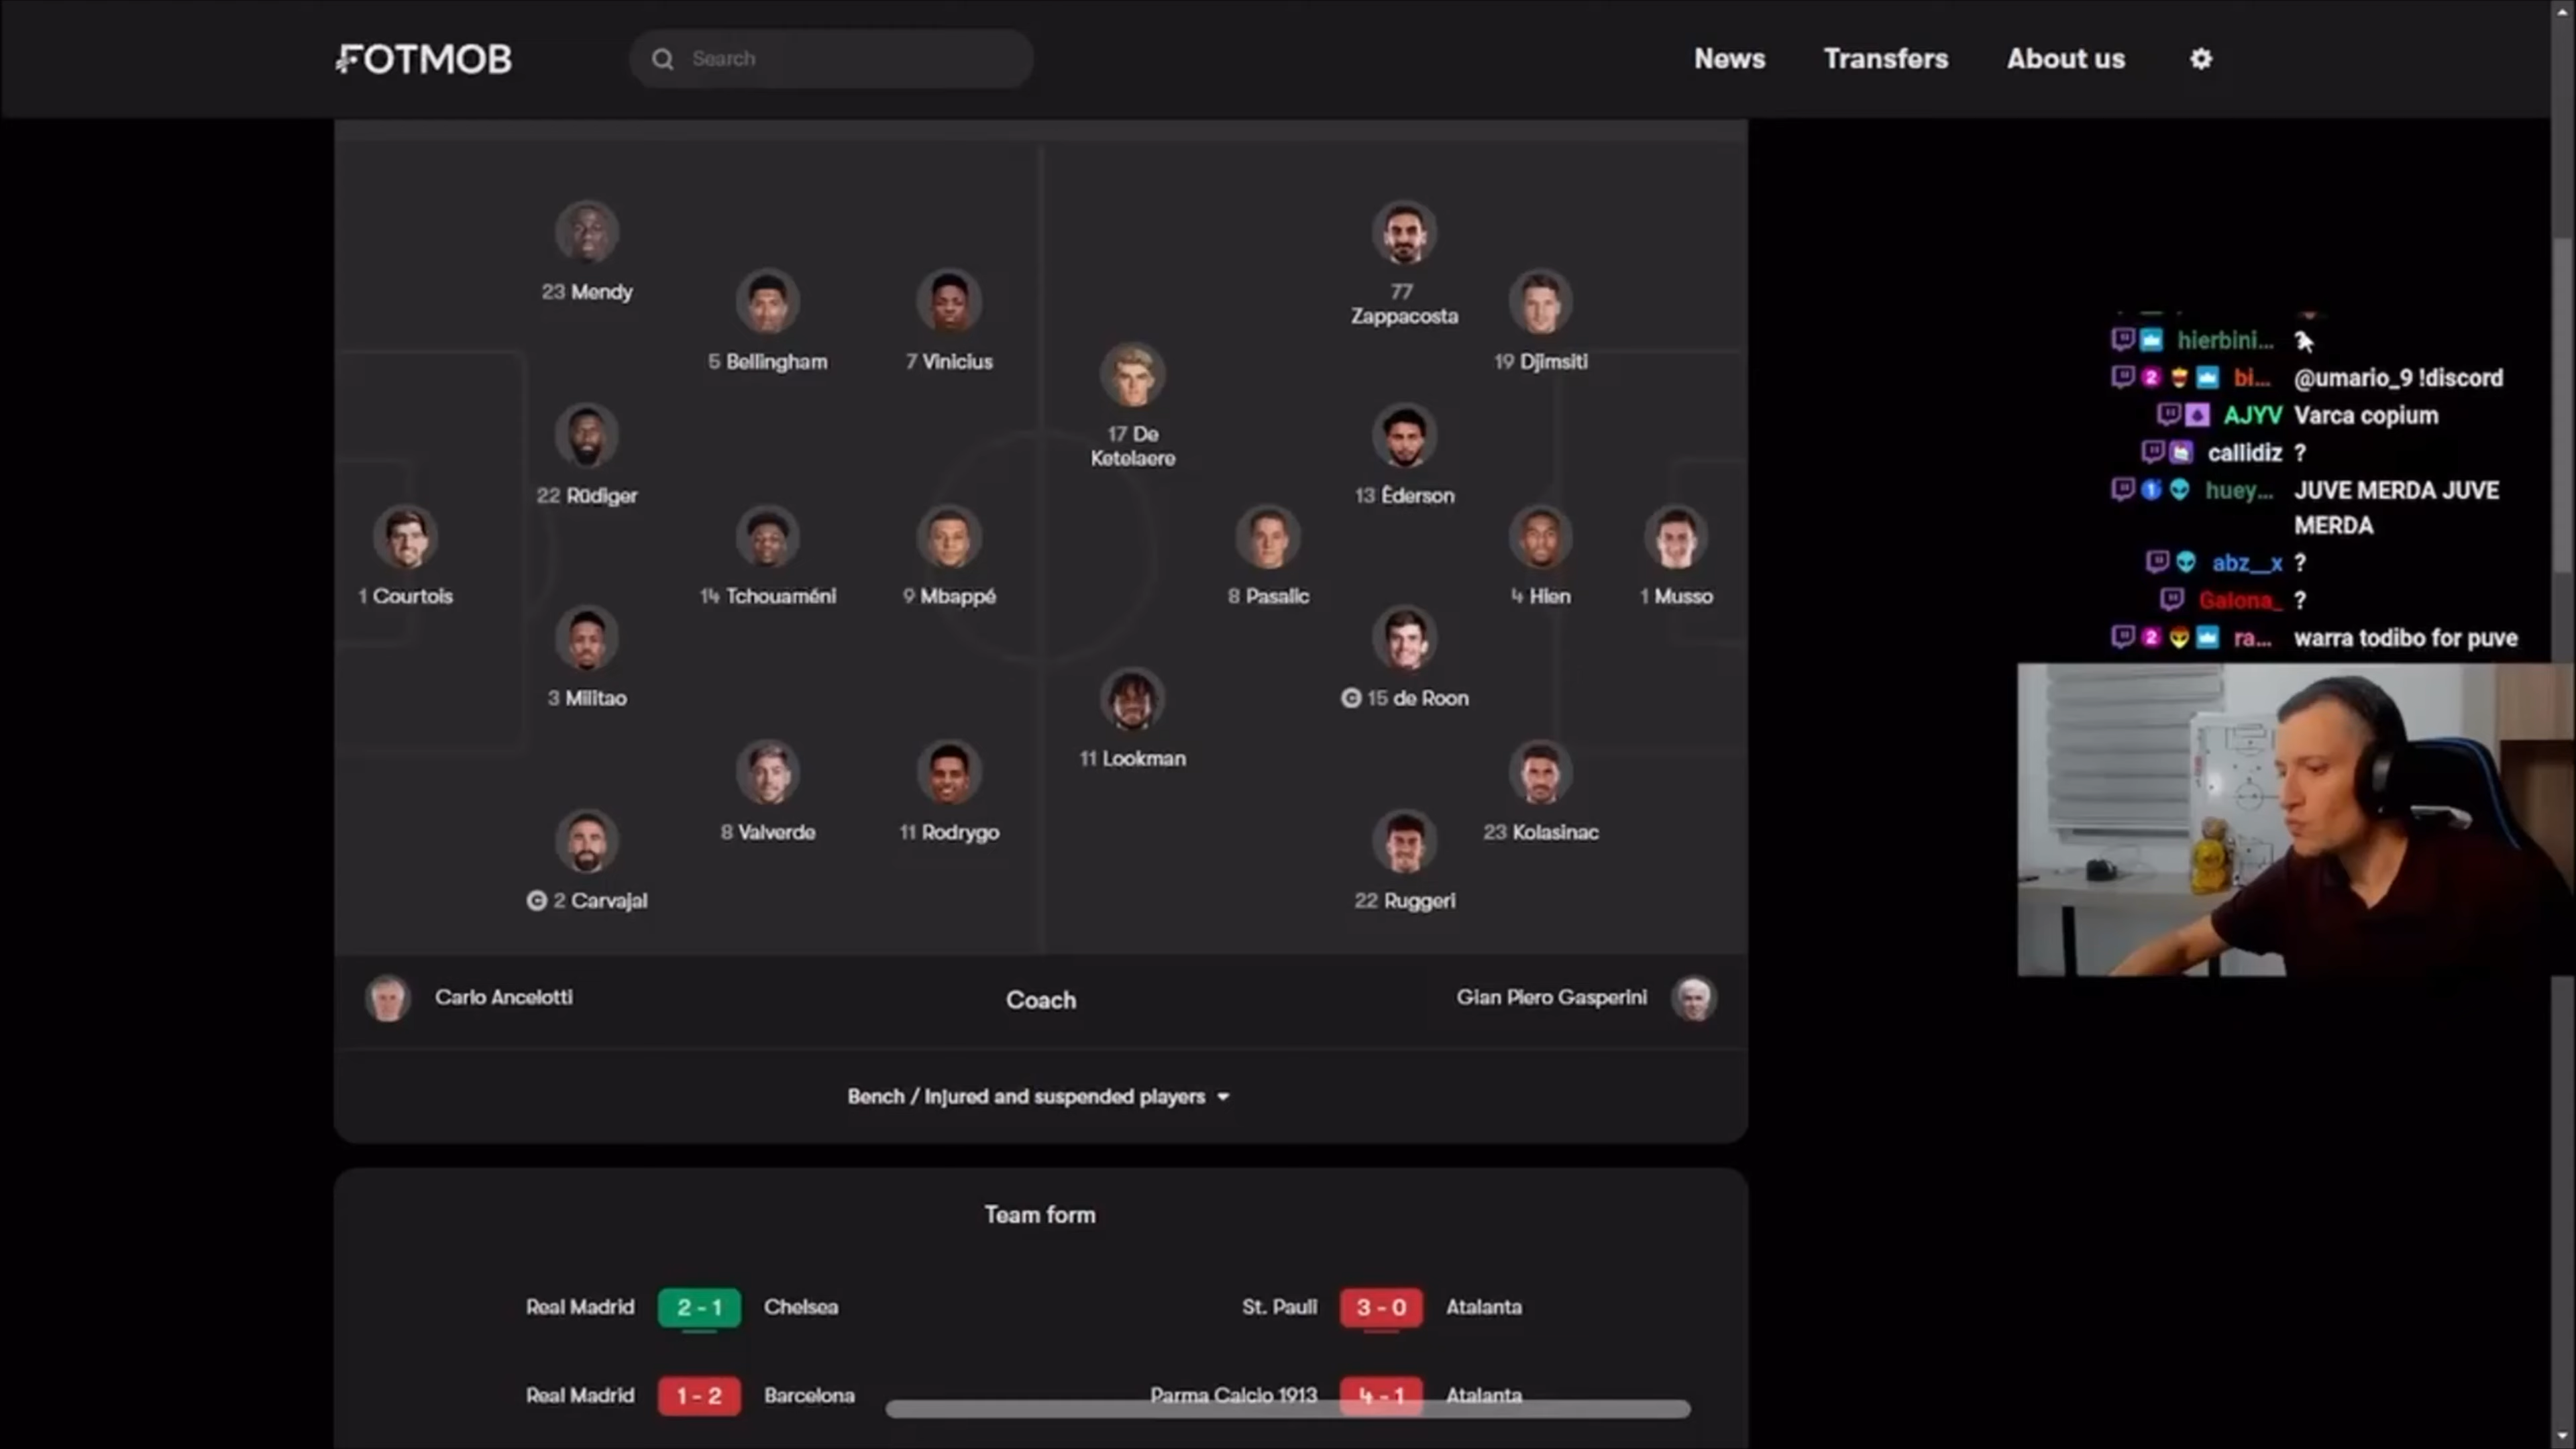 FOTMOB
Search
News
Transfers
About us
23 Mendy
77
Zappacosta
5 Bellingham
7 Vinicius
19 Djimsiti
17 De
Ketelaere
22 Rüdiger
13 Éderson
1 Courtois
14 Tchouaméni
9 Mbappé
8 Pasalic
4 Hien
1 Musso
3 Militao
C 15 de Roon
11 Lookman
8 Valverde
11 Rodrygo
23 Kolasinac
C 2 Carvajal
22 Ruggeri
Carlo Ancelotti
Coach
Gian Piero Gasperini
Bench / Injured and suspended players
Team form
Real Madrid 2 - 1 Chelsea
St. Pauli 3 - 0 Atalanta
Real Madrid 1 - 2 Barcelona
Parma Calcio 1913 4 - 1 Atalanta
hierbini... ?
2 bi... @umario_9 !discord
AJYV Varca copium
callidiz ?
1 huey... JUVE MERDA JUVE
MERDA
abz__x ?
Galona_ ?
2 ra... warra todibo for puve